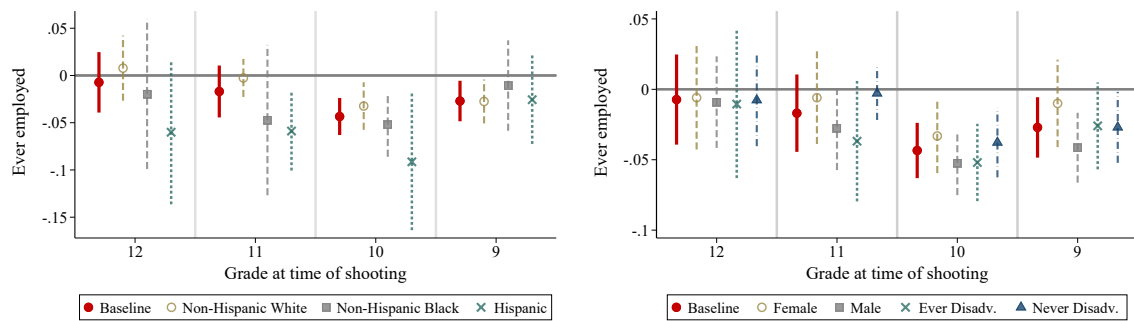 .05
0
-.05
-.1
-.15
Ever employed
12 11 10 9
Grade at time of shooting
Baseline Non-Hispanic White Non-Hispanic Black Hispanic
.05
0
-.05
-.1
Ever employed
12 11 10 9
Grade at time of shooting
Baseline Female Male Ever Disadv. Never Disadv.